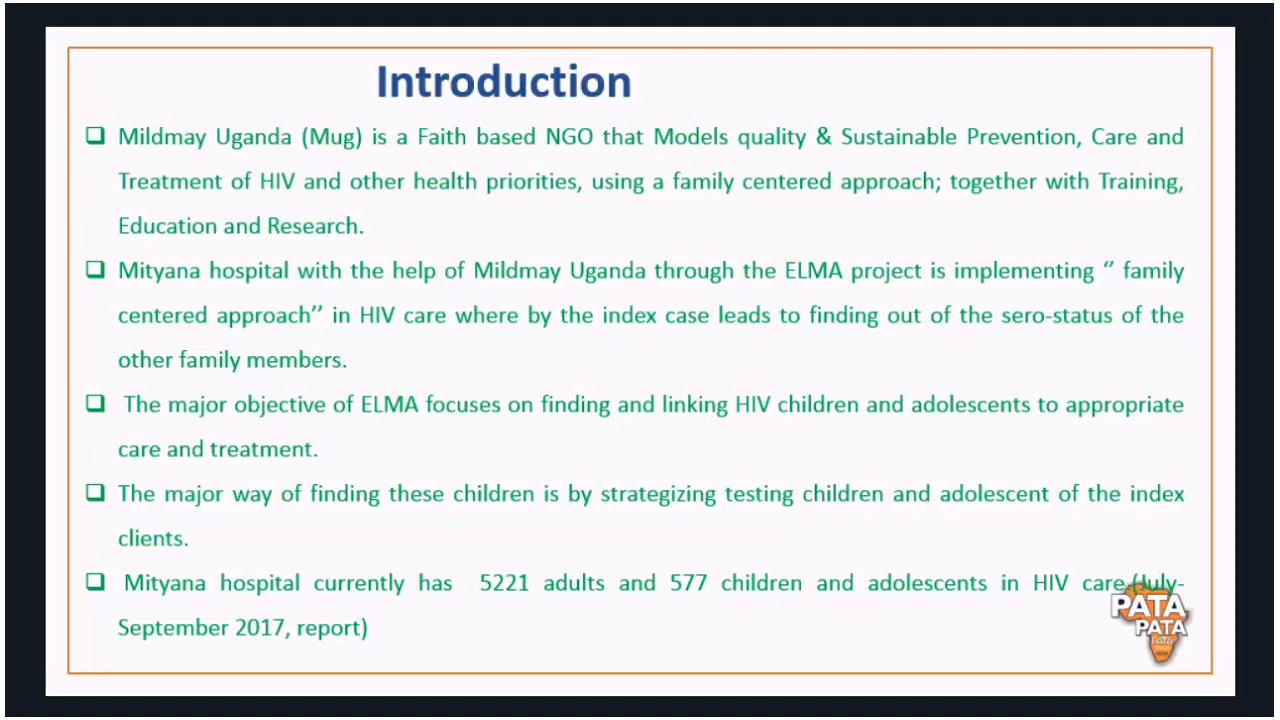 Introduction
Mildmay Uganda (Mug) is a Faith based NGO that Models quality & Sustainable Prevention, Care and
Treatment of HIV and other health priorities, using a family centered approach; together with Training,
Education and Research.
Mityana hospital with the help of Mildmay Uganda through the ELMA project is implementing “ family
centered approach’’ in HIV care where by the index case leads to finding out of the sero-status of the
other family members.
The major objective of ELMA focuses on finding and linking HIV children and adolescents to appropriate
care and treatment.
The major way of finding these children is by strategizing testing children and adolescent of the index
clients.
Mityana hospital currently has 5221 adults and 577 children and adolescents in HIV care.(July-
September 2017, report)
PATA
PATA
PATA